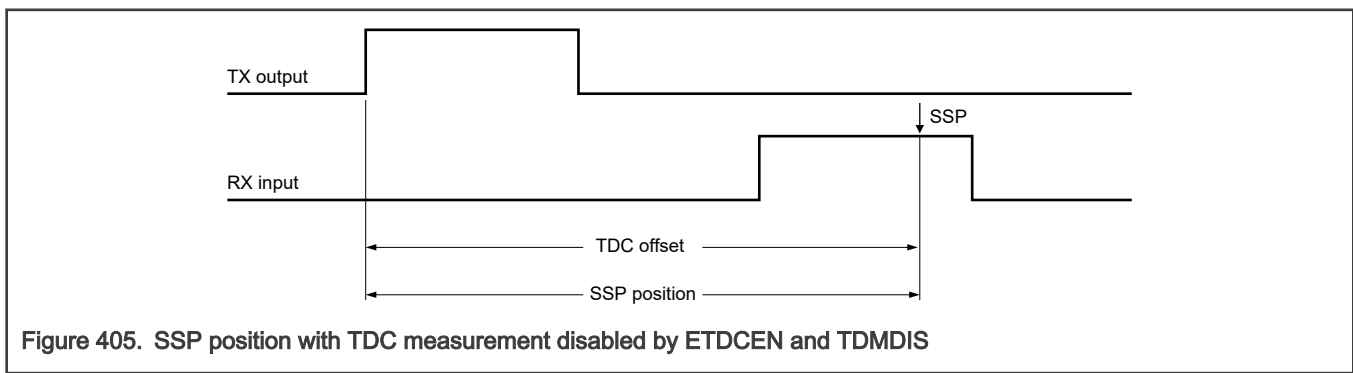 TX output
SSP
RX input
TDC offset
SSP position
Figure 405. SSP position with TDC measurement disabled by ETDCEN and TDMDIS